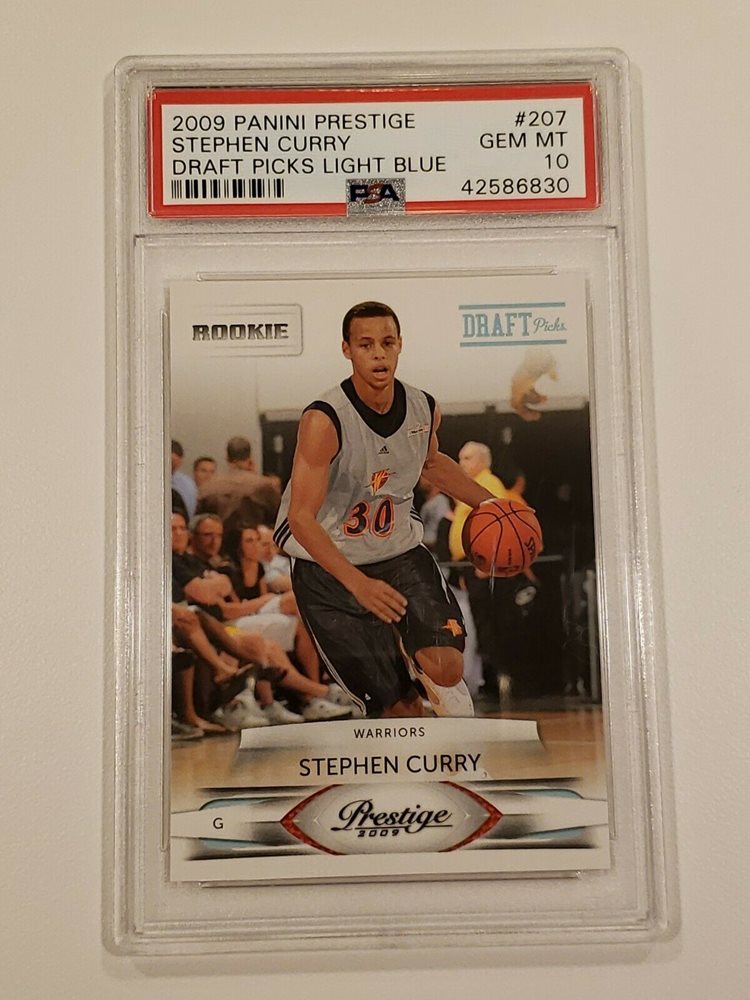 2009 PANINI PRESTIGE #207
STEPHEN CURRY GEM MT
DRAFT PICKS LIGHT BLUE 10
PSA 42586830
ROOKIE
DRAFT Picks
30
WARRIORS
STEPHEN CURRY
G
Prestige
2009